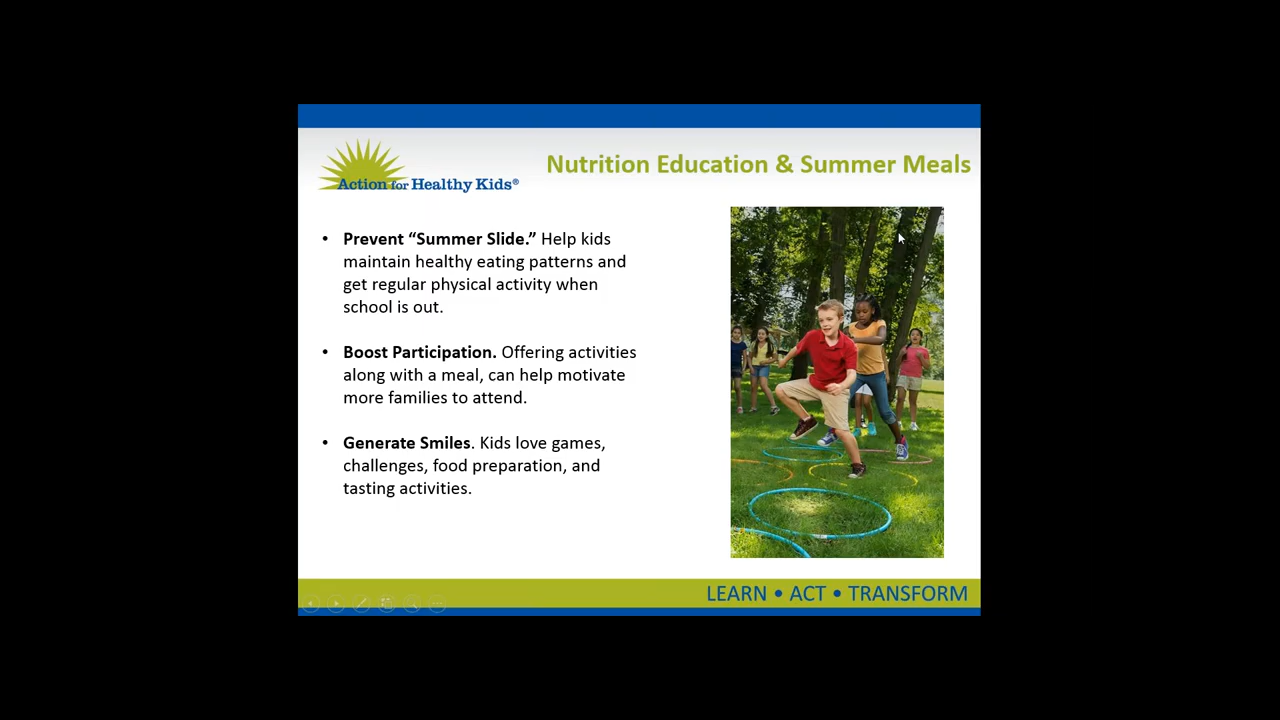 Action for Healthy Kids®
Nutrition Education & Summer Meals
• Prevent “Summer Slide.” Help kids
maintain healthy eating patterns and
get regular physical activity when
school is out.
• Boost Participation. Offering activities
along with a meal, can help motivate
more families to attend.
• Generate Smiles. Kids love games,
challenges, food preparation, and
tasting activities.
LEARN • ACT • TRANSFORM